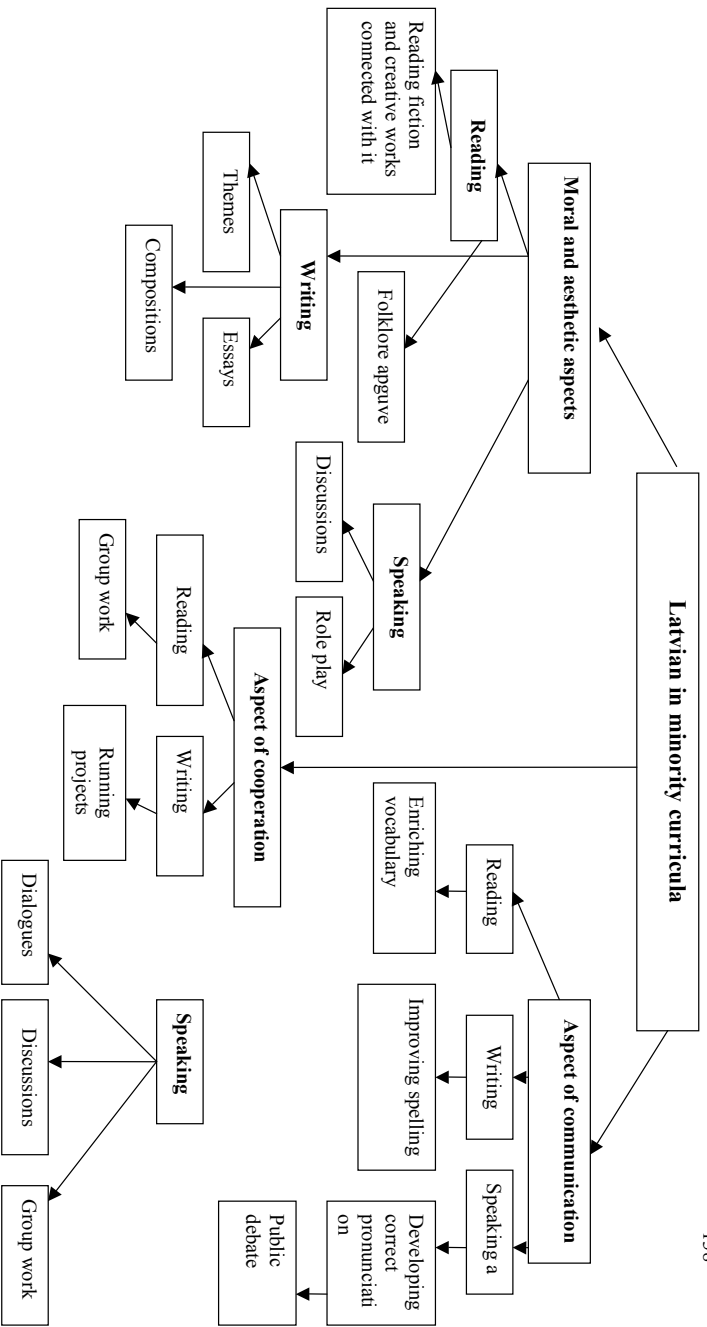 Latvian in minority curricula
Moral and aesthetic aspects
Aspect of communication
Reading
Reading fiction
and creative works
connected with it
Folklore apguve
Writing
Themes
Compositions
Essays
Speaking
Discussions
Role play
Aspect of cooperation
Reading
Group work
Writing
Running
projects
Reading
Enriching
vocabulary
Writing
Improving spelling
Speaking a
Developing
correct
pronunciati
on
Public
debate
Speaking
Dialogues
Discussions
Group work